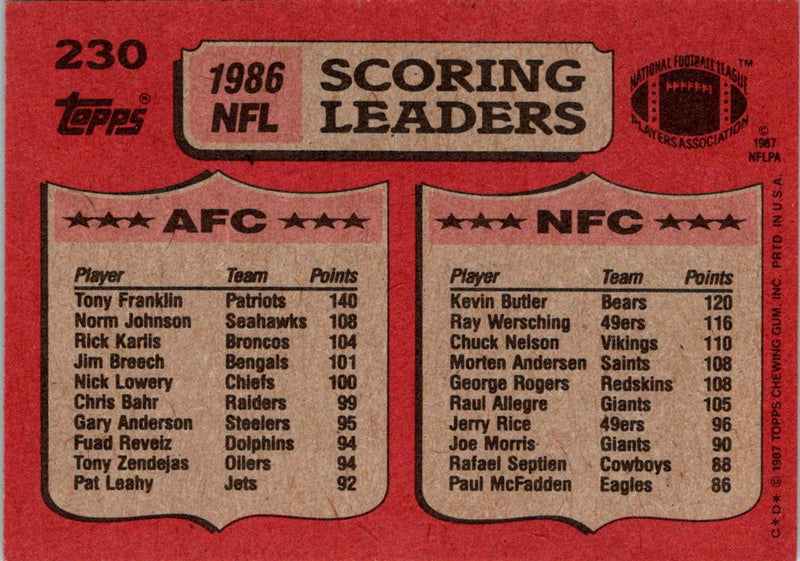 230
Topps®
1986
NFL
SCORING
LEADERS
NATIONAL FOOTBALL LEAGUE
PLAYERS ASSOCIATION
™
©
1987
NFLPA
★★★ AFC ★★★
Player Team Points
Tony Franklin Patriots 140
Norm Johnson Seahawks 108
Rick Karlis Broncos 104
Jim Breech Bengals 101
Nick Lowery Chiefs 100
Chris Bahr Raiders 99
Gary Anderson Steelers 95
Fuad Reveiz Dolphins 94
Tony Zendejas Oilers 94
Pat Leahy Jets 92
★★★ NFC ★★★
Player Team Points
Kevin Butler Bears 120
Ray Wersching 49ers 116
Chuck Nelson Vikings 110
Morten Andersen Saints 108
George Rogers Redskins 108
Raul Allegre Giants 105
Jerry Rice 49ers 96
Joe Morris Giants 90
Rafael Septien Cowboys 88
Paul McFadden Eagles 86
C*D* © 1987 TOPPS CHEWING GUM, INC. PRTD. IN U.S.A.